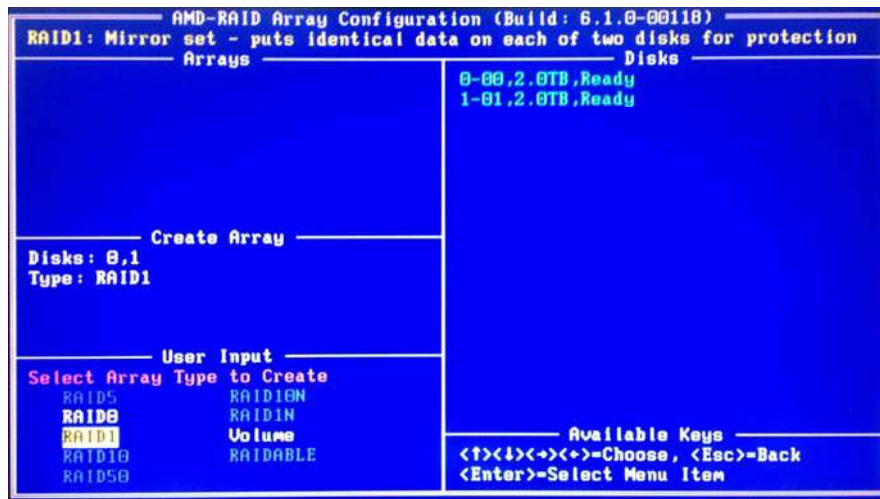 AMD-RAID Array Configuration (Build: 6.1.0-00118)
RAID1: Mirror set - puts identical data on each of two disks for protection
Arrays
Disks
0-00,2.0TB,Ready
1-01,2.0TB,Ready
Create Array
Disks: 0,1
Type: RAID1
User Input
Select Array Type to Create
RAID5 RAID10N
RAID0 RAID1N
RAID1 Volume
RAID10 RAIDABLE
RAID50
Available Keys
<↑><↓><→><←>=Choose, <Esc>=Back
<Enter>=Select Menu Item